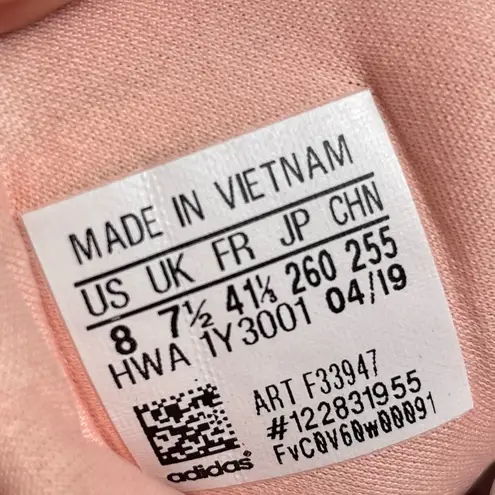 MADE IN VIETNAM
US UK FR JP CHN
8 7½ 41⅓ 260 255
HWA 1Y3001 04/19
ART F33947
#122831955
FvC0V60w00091
adidas